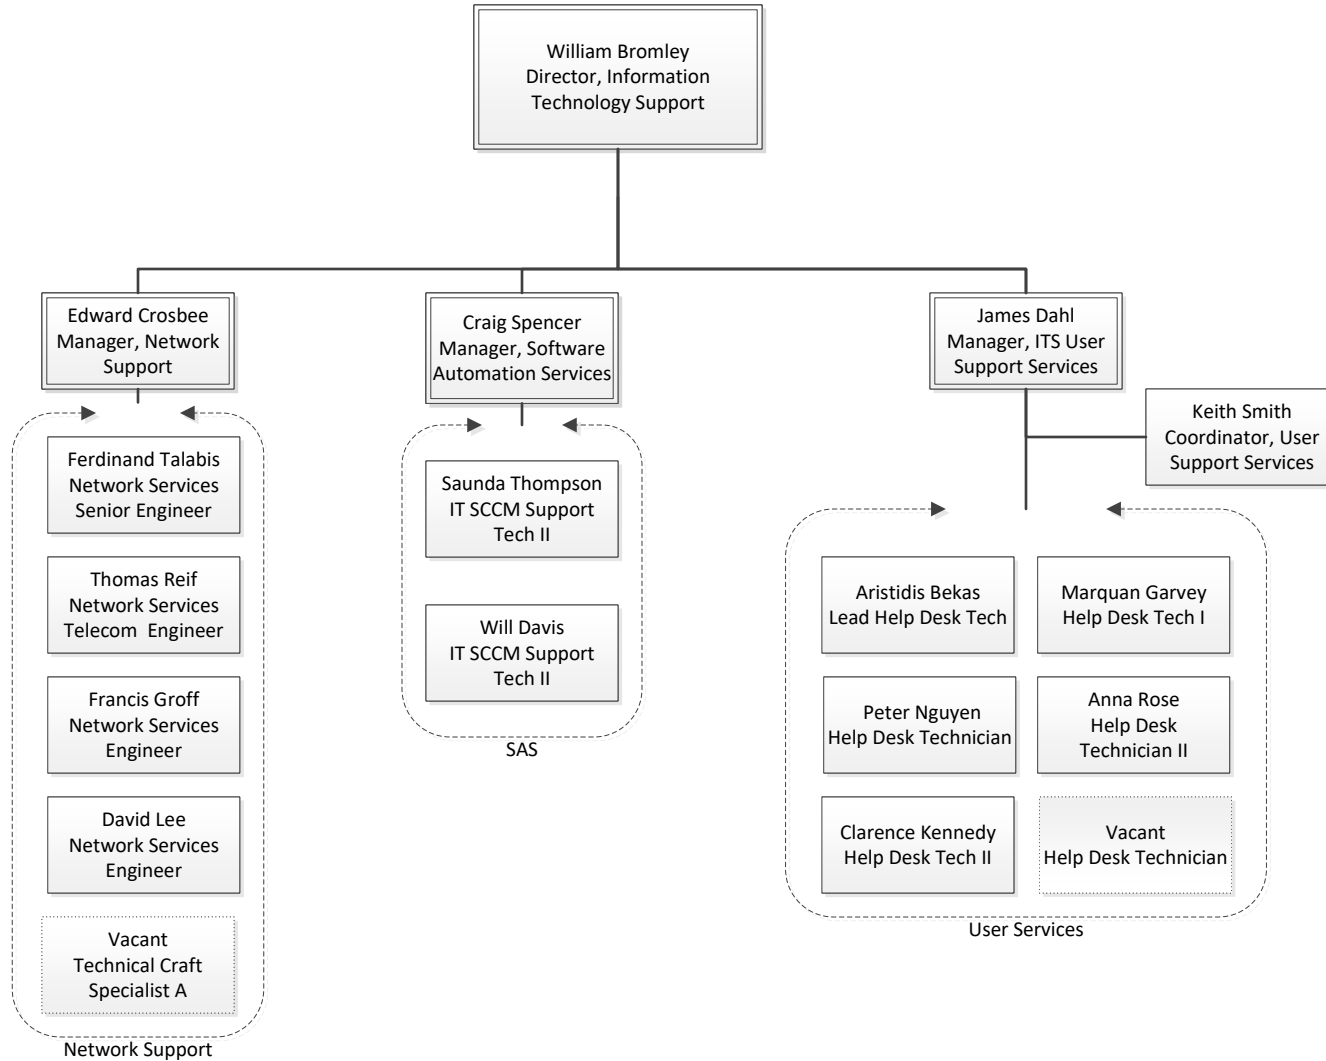 William Bromley
Director, Information
Technology Support
Edward Crosbee
Manager, Network
Support
Craig Spencer
Manager, Software
Automation Services
James Dahl
Manager, ITS User
Support Services
Keith Smith
Coordinator, User
Support Services
Ferdinand Talabis
Network Services
Senior Engineer
Thomas Reif
Network Services
Telecom  Engineer
Francis Groff
Network Services
Engineer
David Lee
Network Services
Engineer
Vacant
Technical Craft
Specialist A
Network Support
Saunda Thompson
IT SCCM Support
Tech II
Will Davis
IT SCCM Support
Tech II
SAS
Aristidis Bekas
Lead Help Desk Tech
Marquan Garvey
Help Desk Tech I
Peter Nguyen
Help Desk Technician
Anna Rose
Help Desk
Technician II
Clarence Kennedy
Help Desk Tech II
Vacant
Help Desk Technician
User Services